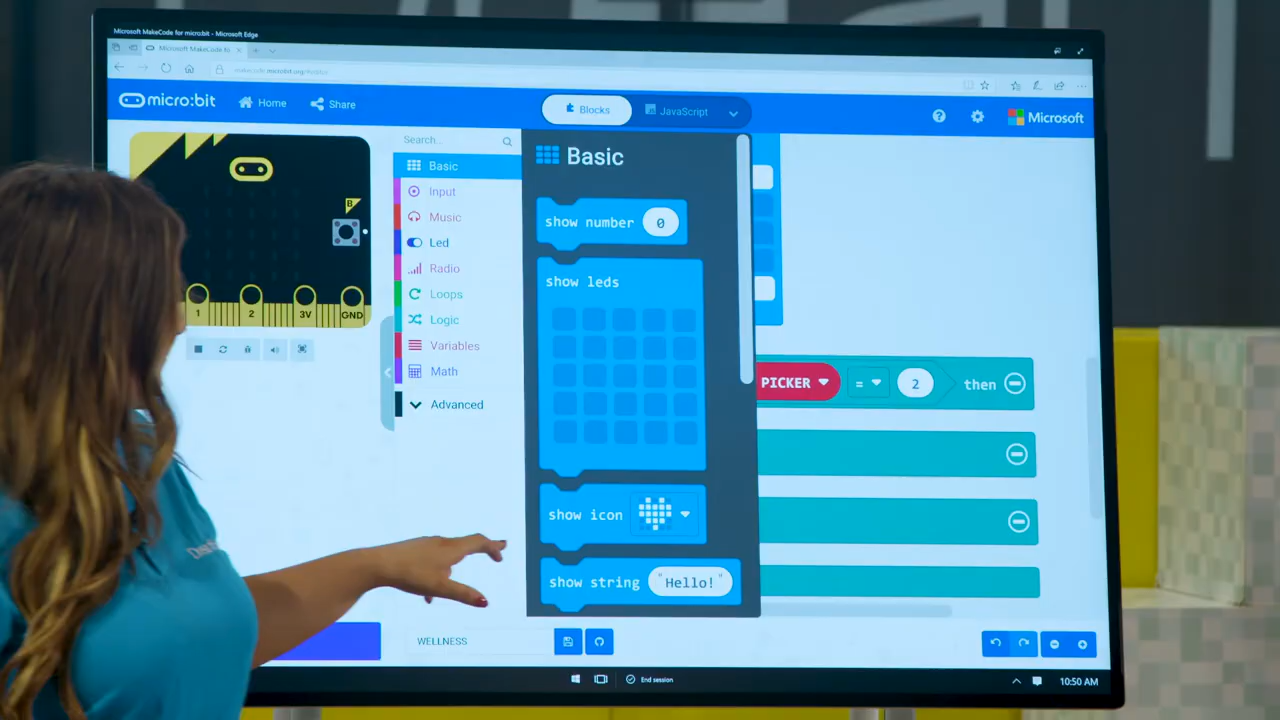 Microsoft MakeCode for micro:bit - Microsoft Edge
Microsoft MakeCode fo
micro:bit
Home
Share
Blocks
JavaScript
Microsoft
Search...
Basic
Input
Music
Led
Radio
Loops
Logic
Variables
Math
Advanced
B
1 2 3V GND
Basic
show number 0
show leds
show icon
show string "Hello!"
PICKER = 2 then
WELLNESS
End session
10:50 AM